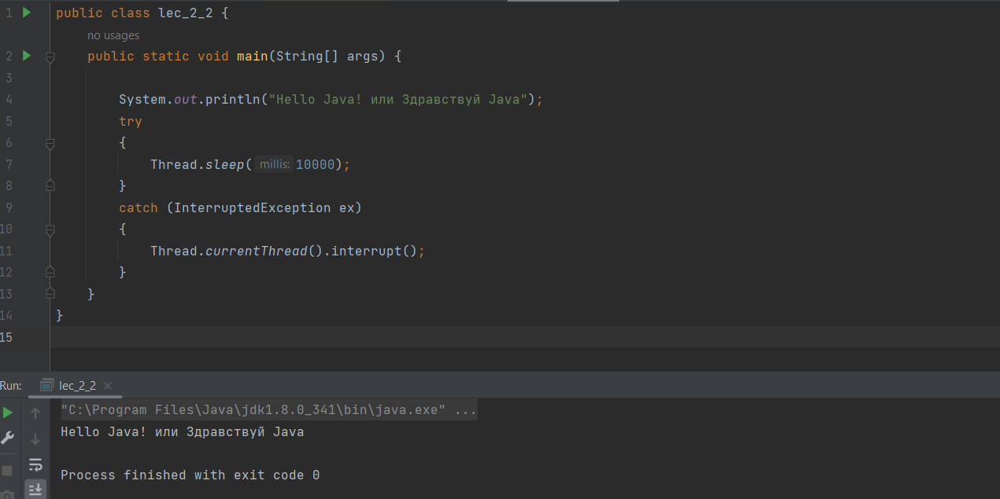 1 public class lec_2_2 {
no usages
2 public static void main(String[] args) {
3
4 System.out.println("Hello Java! или Здравствуй Java");
5 try
6 {
7 Thread.sleep( millis: 10000);
8 }
9 catch (InterruptedException ex)
10 {
11 Thread.currentThread().interrupt();
12 }
13 }
14 }
15
Run: lec_2_2 ×
"C:\Program Files\Java\jdk1.8.0_341\bin\java.exe" ...
Hello Java! или Здравствуй Java
Process finished with exit code 0